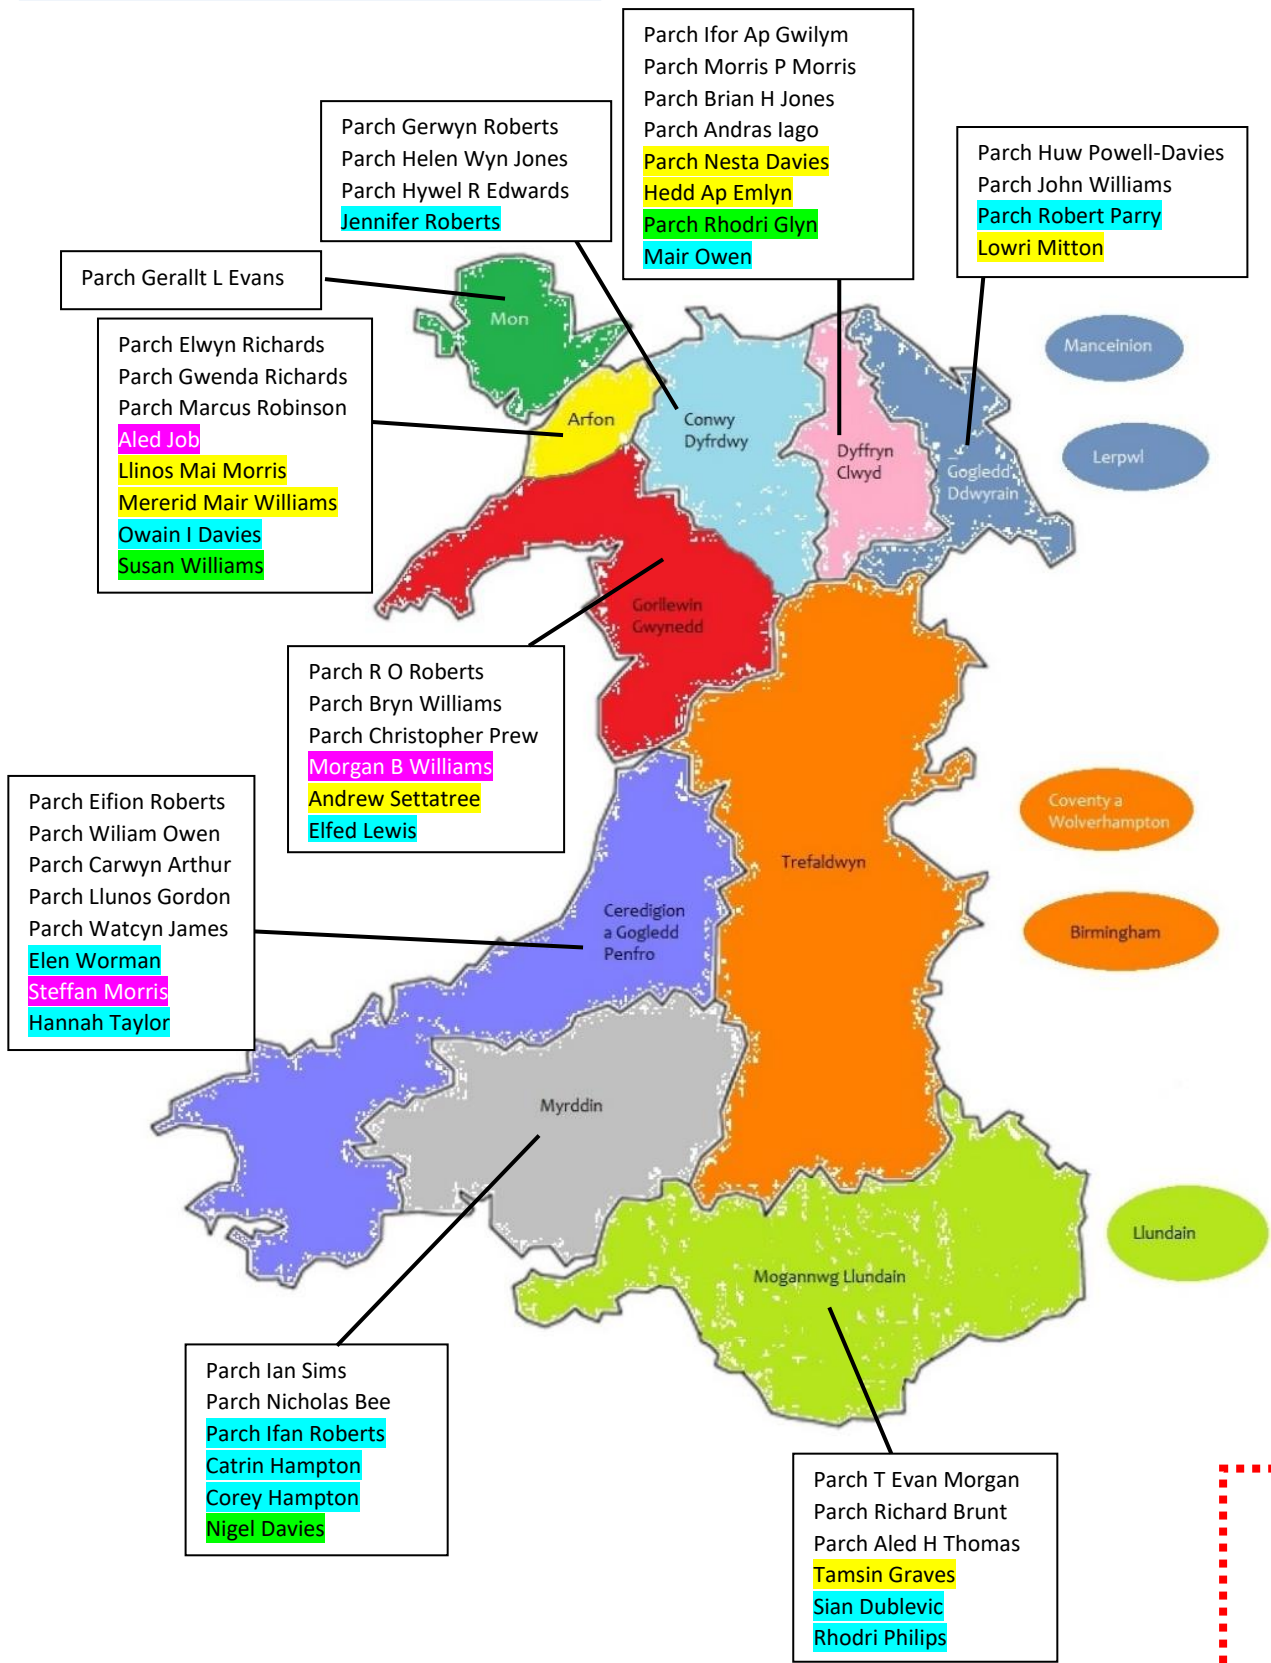 Parch Ifor Ap Gwilym
Parch Morris P Morris
Parch Brian H Jones
Parch Andras Iago
Parch Nesta Davies
Hedd Ap Emlyn
Parch Rhodri Glyn
Mair Owen
Parch Gerwyn Roberts
Parch Helen Wyn Jones
Parch Hywel R Edwards
Jennifer Roberts
Parch Huw Powell-Davies
Parch John Williams
Parch Robert Parry
Lowri Mitton
Parch Gerallt L Evans
Parch Elwyn Richards
Parch Gwenda Richards
Parch Marcus Robinson
Aled Job
Llinos Mai Morris
Mererid Mair Williams
Owain I Davies
Susan Williams
Mon
Arfon
Conwy
Dyfrdwy
Dyffryn
Clwyd
Gogledd
Ddwyrain
Manceinion
Lerpwl
Gorllewin
Gwynedd
Parch R O Roberts
Parch Bryn Williams
Parch Christopher Prew
Morgan B Williams
Andrew Settatree
Elfed Lewis
Parch Eifion Roberts
Parch Wiliam Owen
Parch Carwyn Arthur
Parch Llunos Gordon
Parch Watcyn James
Elen Worman
Steffan Morris
Hannah Taylor
Trefaldwyn
Coventy a
Wolverhampton
Birmingham
Ceredigion
a Gogledd
Penfro
Myrddin
Mogannwg Llundain
Llundain
Parch Ian Sims
Parch Nicholas Bee
Parch Ifan Roberts
Catrin Hampton
Corey Hampton
Nigel Davies
Parch T Evan Morgan
Parch Richard Brunt
Parch Aled H Thomas
Tamsin Graves
Sian Dublevic
Rhodri Philips